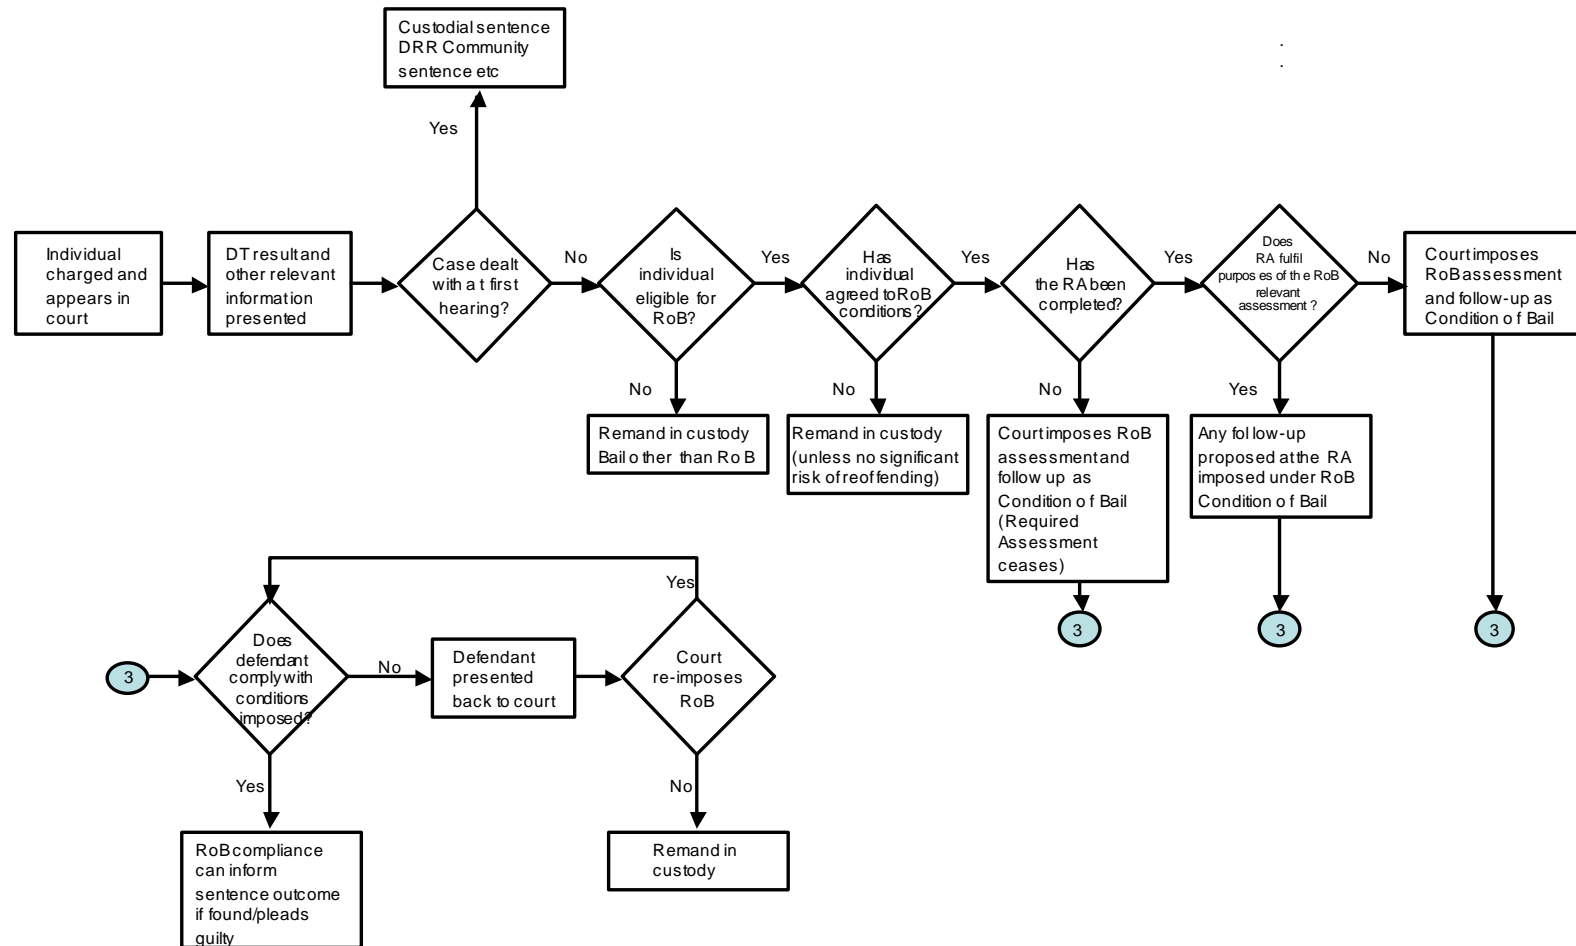 Custodial sentence
DRR Community
sentence etc
Yes
Individual
charged and
appears in
court
DT result and
other relevant
information
presented
Case dealt
with at first
hearing?
No
Is
individual
eligible for
RoB?
Yes
Has
individual
agreed to RoB
conditions?
Yes
Has
the RA been
completed?
Yes
Does
RA fulfil
purposes of the RoB
relevant
assessment ?
No
Court imposes
RoB assessment
and follow-up as
Condition of Bail
No
No
No
Yes
Remand in custody
Bail other than RoB
Remand in custody
(unless no significant
risk of reoffending)
Court imposes RoB
assessment and
follow up as
Condition of Bail
(Required
Assessment
ceases)
Any follow-up
proposed at the RA
imposed under RoB
Condition of Bail
3
3
3
Yes
3
Does
defendant
comply with
conditions
imposed?
No
Defendant
presented
back to court
Court
re-imposes
RoB
Yes
No
RoB compliance
can inform
sentence outcome
if found/pleads
guilty
Remand in
custody